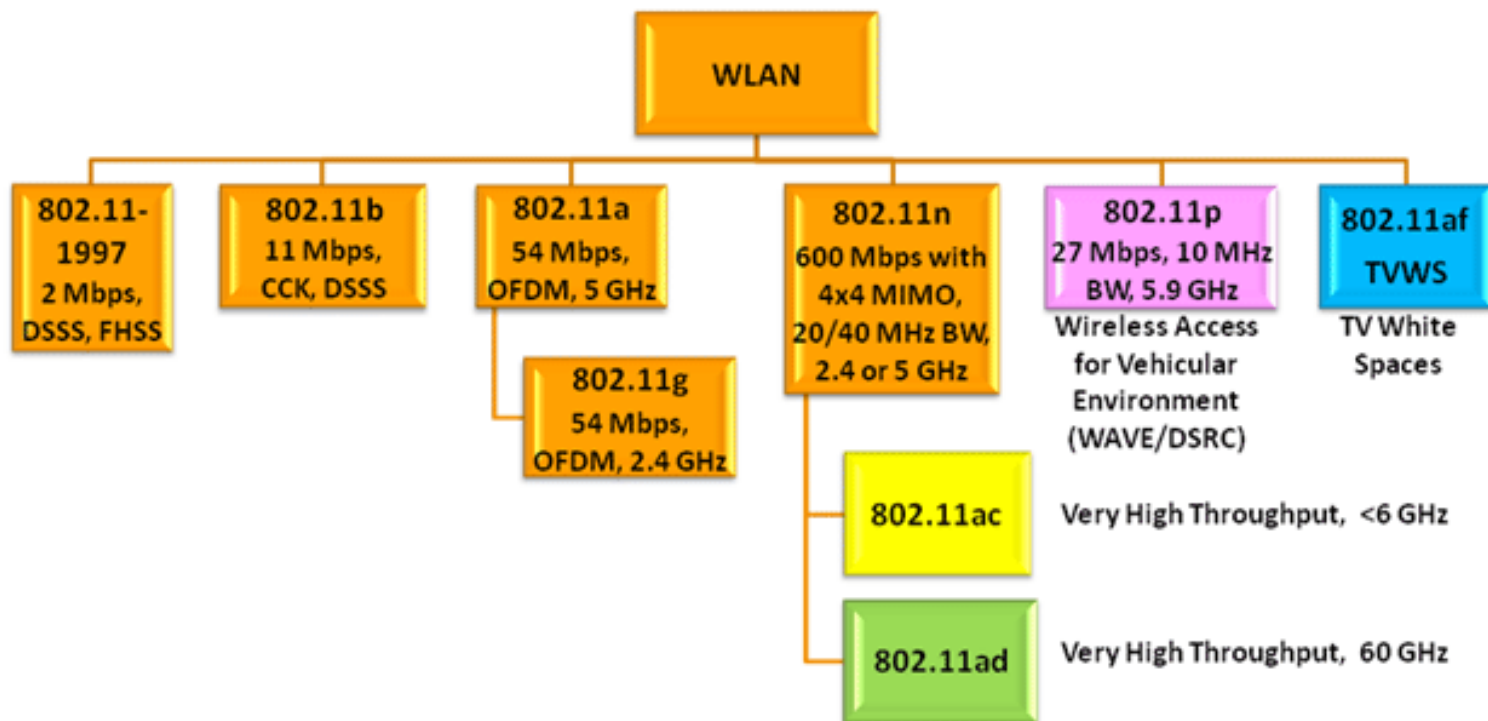 WLAN
802.11-
1997
2 Mbps,
DSSS, FHSS
802.11b
11 Mbps,
CCK, DSSS
802.11a
54 Mbps,
OFDM, 5 GHz
802.11g
54 Mbps,
OFDM, 2.4 GHz
802.11n
600 Mbps with
4x4 MIMO,
20/40 MHz BW,
2.4 or 5 GHz
802.11p
27 Mbps, 10 MHz
BW, 5.9 GHz
Wireless Access
for Vehicular
Environment
(WAVE/DSRC)
802.11af
TVWS
TV White
Spaces
802.11ac
Very High Throughput, <6 GHz
802.11ad
Very High Throughput, 60 GHz